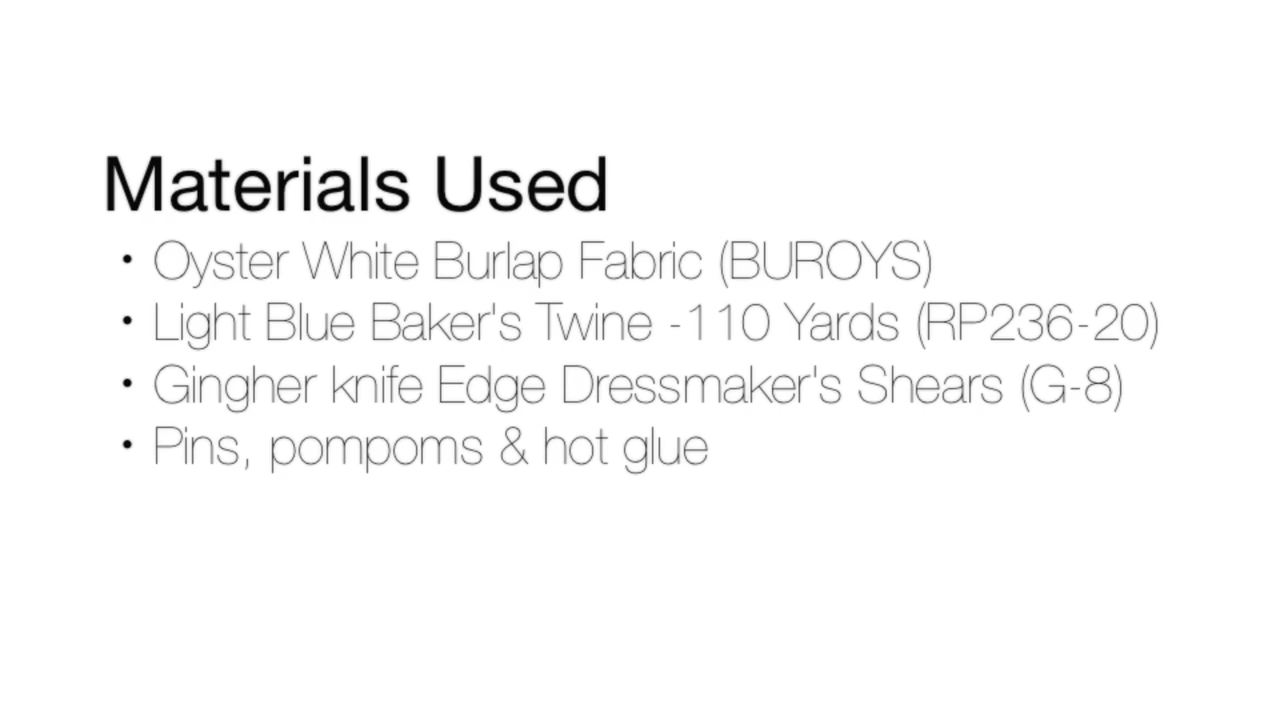 Materials Used
• Oyster White Burlap Fabric (BUROYS)
• Light Blue Baker's Twine -110 Yards (RP236-20)
• Gingher knife Edge Dressmaker's Shears (G-8)
• Pins, pompoms & hot glue